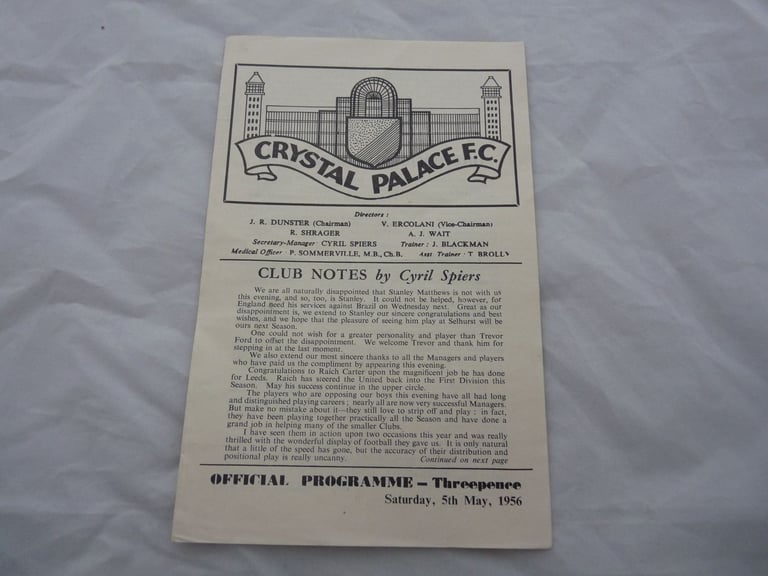 CRYSTAL PALACE F.C.
Directors :
J. R. DUNSTER (Chairman) V. ERCOLANI (Vice-Chairman)
R. SHRAGER A. J. WAIT
Secretary-Manager : CYRIL SPIERS Trainer : J. BLACKMAN
Medical Officer : P. SOMMERVILLE, M.B., Ch.B. Asst. Trainer : T BROLLY
CLUB NOTES by Cyril Spiers
We are all naturally disappointed that Stanley Matthews is not with us
this evening, and so, too, is Stanley. It could not be helped, however, for
England need his services against Brazil on Wednesday next. Great as our
disappointment is, we extend to Stanley our sincere congratulations and best
wishes, and we hope that the pleasure of seeing him play at Selhurst will be
ours next Season.
One could not wish for a greater personality and player than Trevor
Ford to offset the disappointment. We welcome Trevor and thank him for
stepping in at the last moment.
We also extend our most sincere thanks to all the Managers and players
who have paid us the compliment by appearing this evening.
Congratulations to Raich Carter upon the magnificent job he has done
for Leeds. Raich has steered the United back into the First Division this
Season. May his success continue in the upper circle.
The players who are opposing our boys this evening have all had long
and distinguished playing careers ; nearly all are now very successful Managers.
But make no mistake about it—they still love to strip off and play ; in fact,
they have been playing together practically all the Season and have done a
grand job in helping many of the smaller Clubs.
I have seen them in action upon two occasions this year and was really
thrilled with the wonderful display of football they gave us. It is only natural
that a little of the speed has gone, but the accuracy of their distribution and
positional play is really uncanny. Continued on next page
OFFICIAL PROGRAMME — Threepence
Saturday, 5th May, 1956